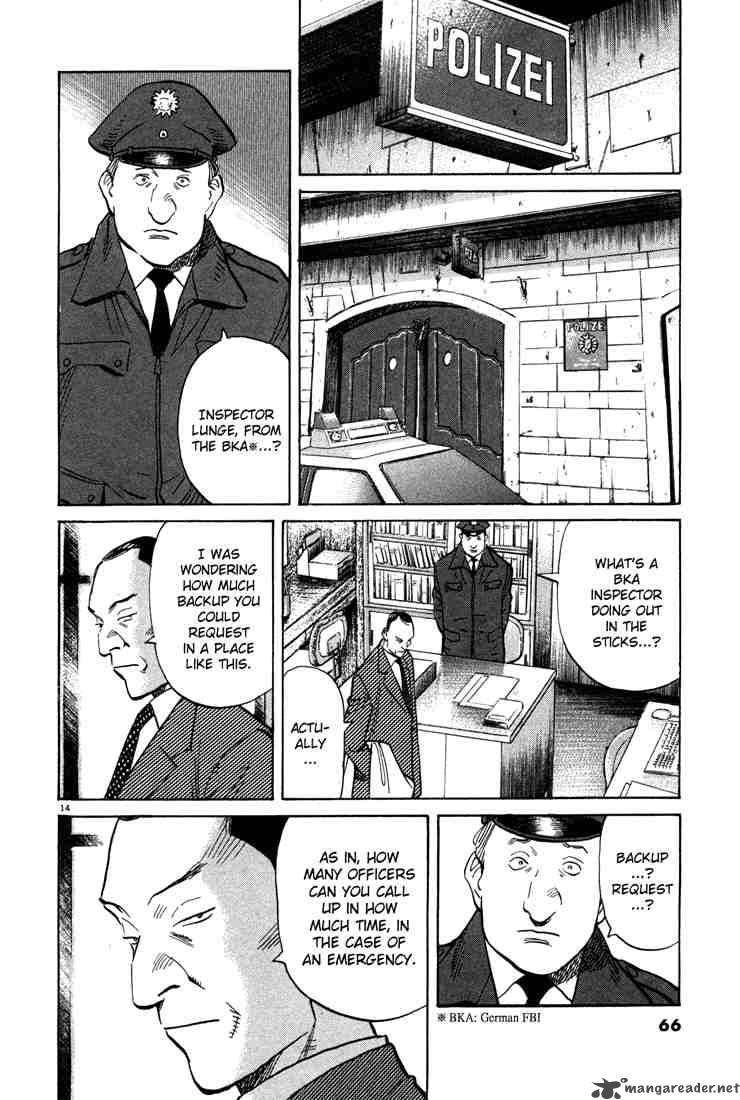 POLIZEI
POLIZE
INSPECTOR
LUNGE, FROM
THE BKA※...?
WHAT'S A
BKA
INSPECTOR
DOING OUT
IN THE
STICKS...?
ACTU-
ALLY
...
I WAS
WONDERING
HOW MUCH
BACKUP YOU
COULD
REQUEST
IN A PLACE
LIKE THIS.
14
BACKUP
...?
REQUEST
...?
※ BKA: German FBI
AS IN, HOW
MANY OFFICERS
CAN YOU CALL
UP IN HOW
MUCH TIME, IN
THE CASE OF
AN EMERGENCY.
66
mangareader.net